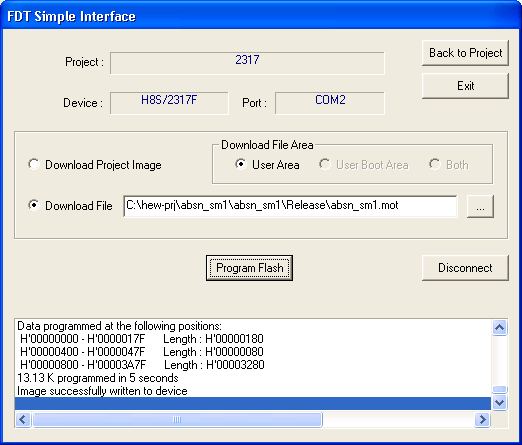 FDT Simple Interface
Project : 2317
Back to Project
Exit
Device : H8S/2317F Port : COM2
Download File Area
Download Project Image User Area User Boot Area Both
Download File C:\hew-prj\absn_sm1\absn_sm1\Release\absn_sm1.mot ...
Program Flash Disconnect
Data programmed at the following positions:
H'00000000 - H'0000017F Length : H'00000180
H'00000400 - H'0000047F Length : H'00000080
H'00000800 - H'00003A7F Length : H'00003280
13.13 K programmed in 5 seconds
Image successfully written to device